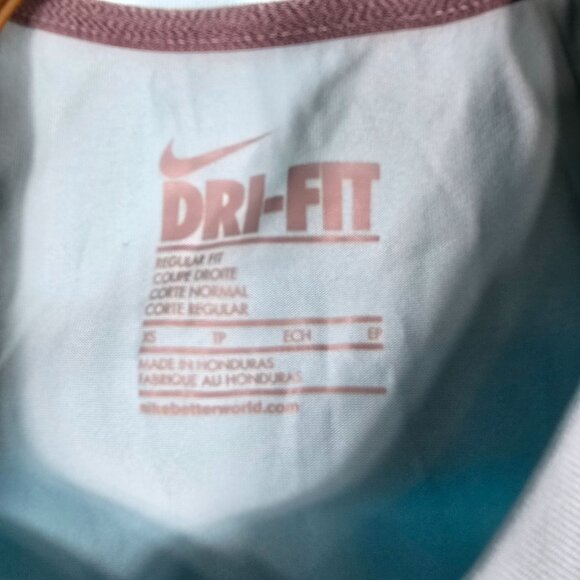 DRI-FIT
REGULAR FIT
COUPE DROITE
CORTE NORMAL
CORTE REGULAR
XS TP ECH EP
MADE IN HONDURAS
FABRIQUE AU HONDURAS
nikebetterworld.com